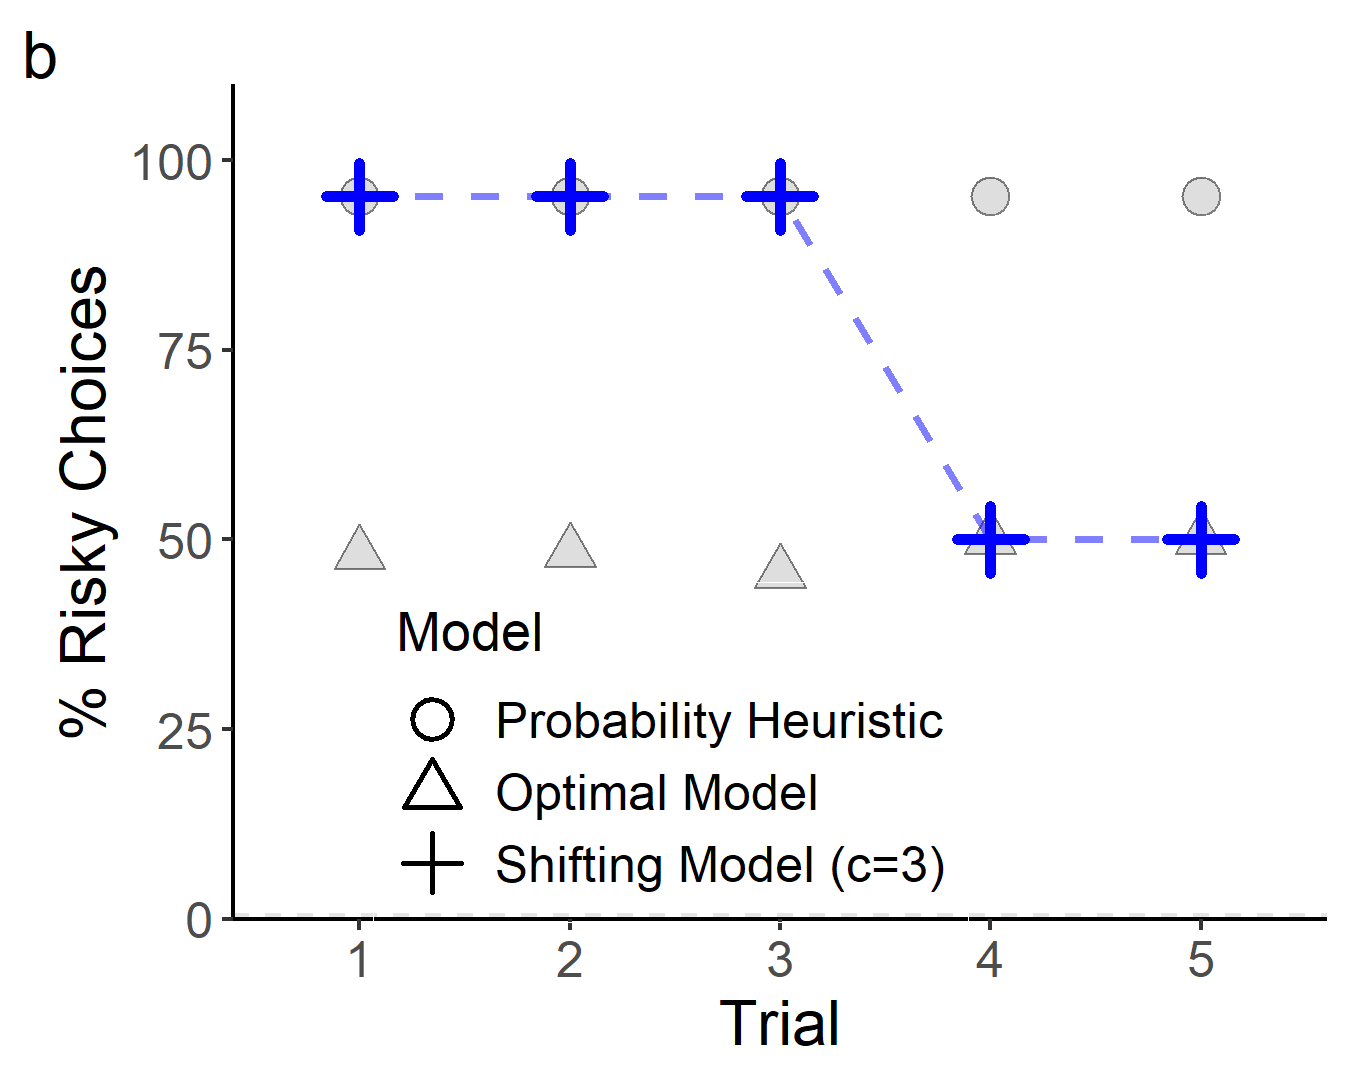 b
100
75
50
25
0
% Risky Choices
Model
Probability Heuristic
Optimal Model
Shifting Model (c=3)
1 2 3 4 5
Trial